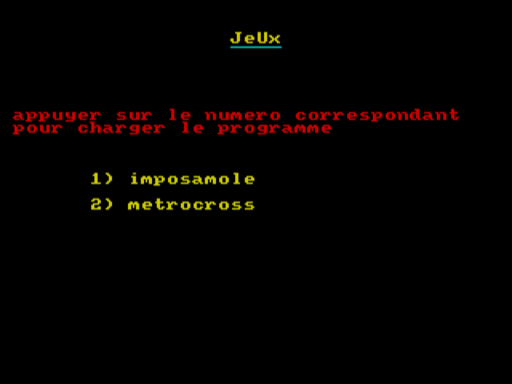 JeUx
appuyer sur le numero correspondant
pour charger le programme
1) imposamole
2) metrocross